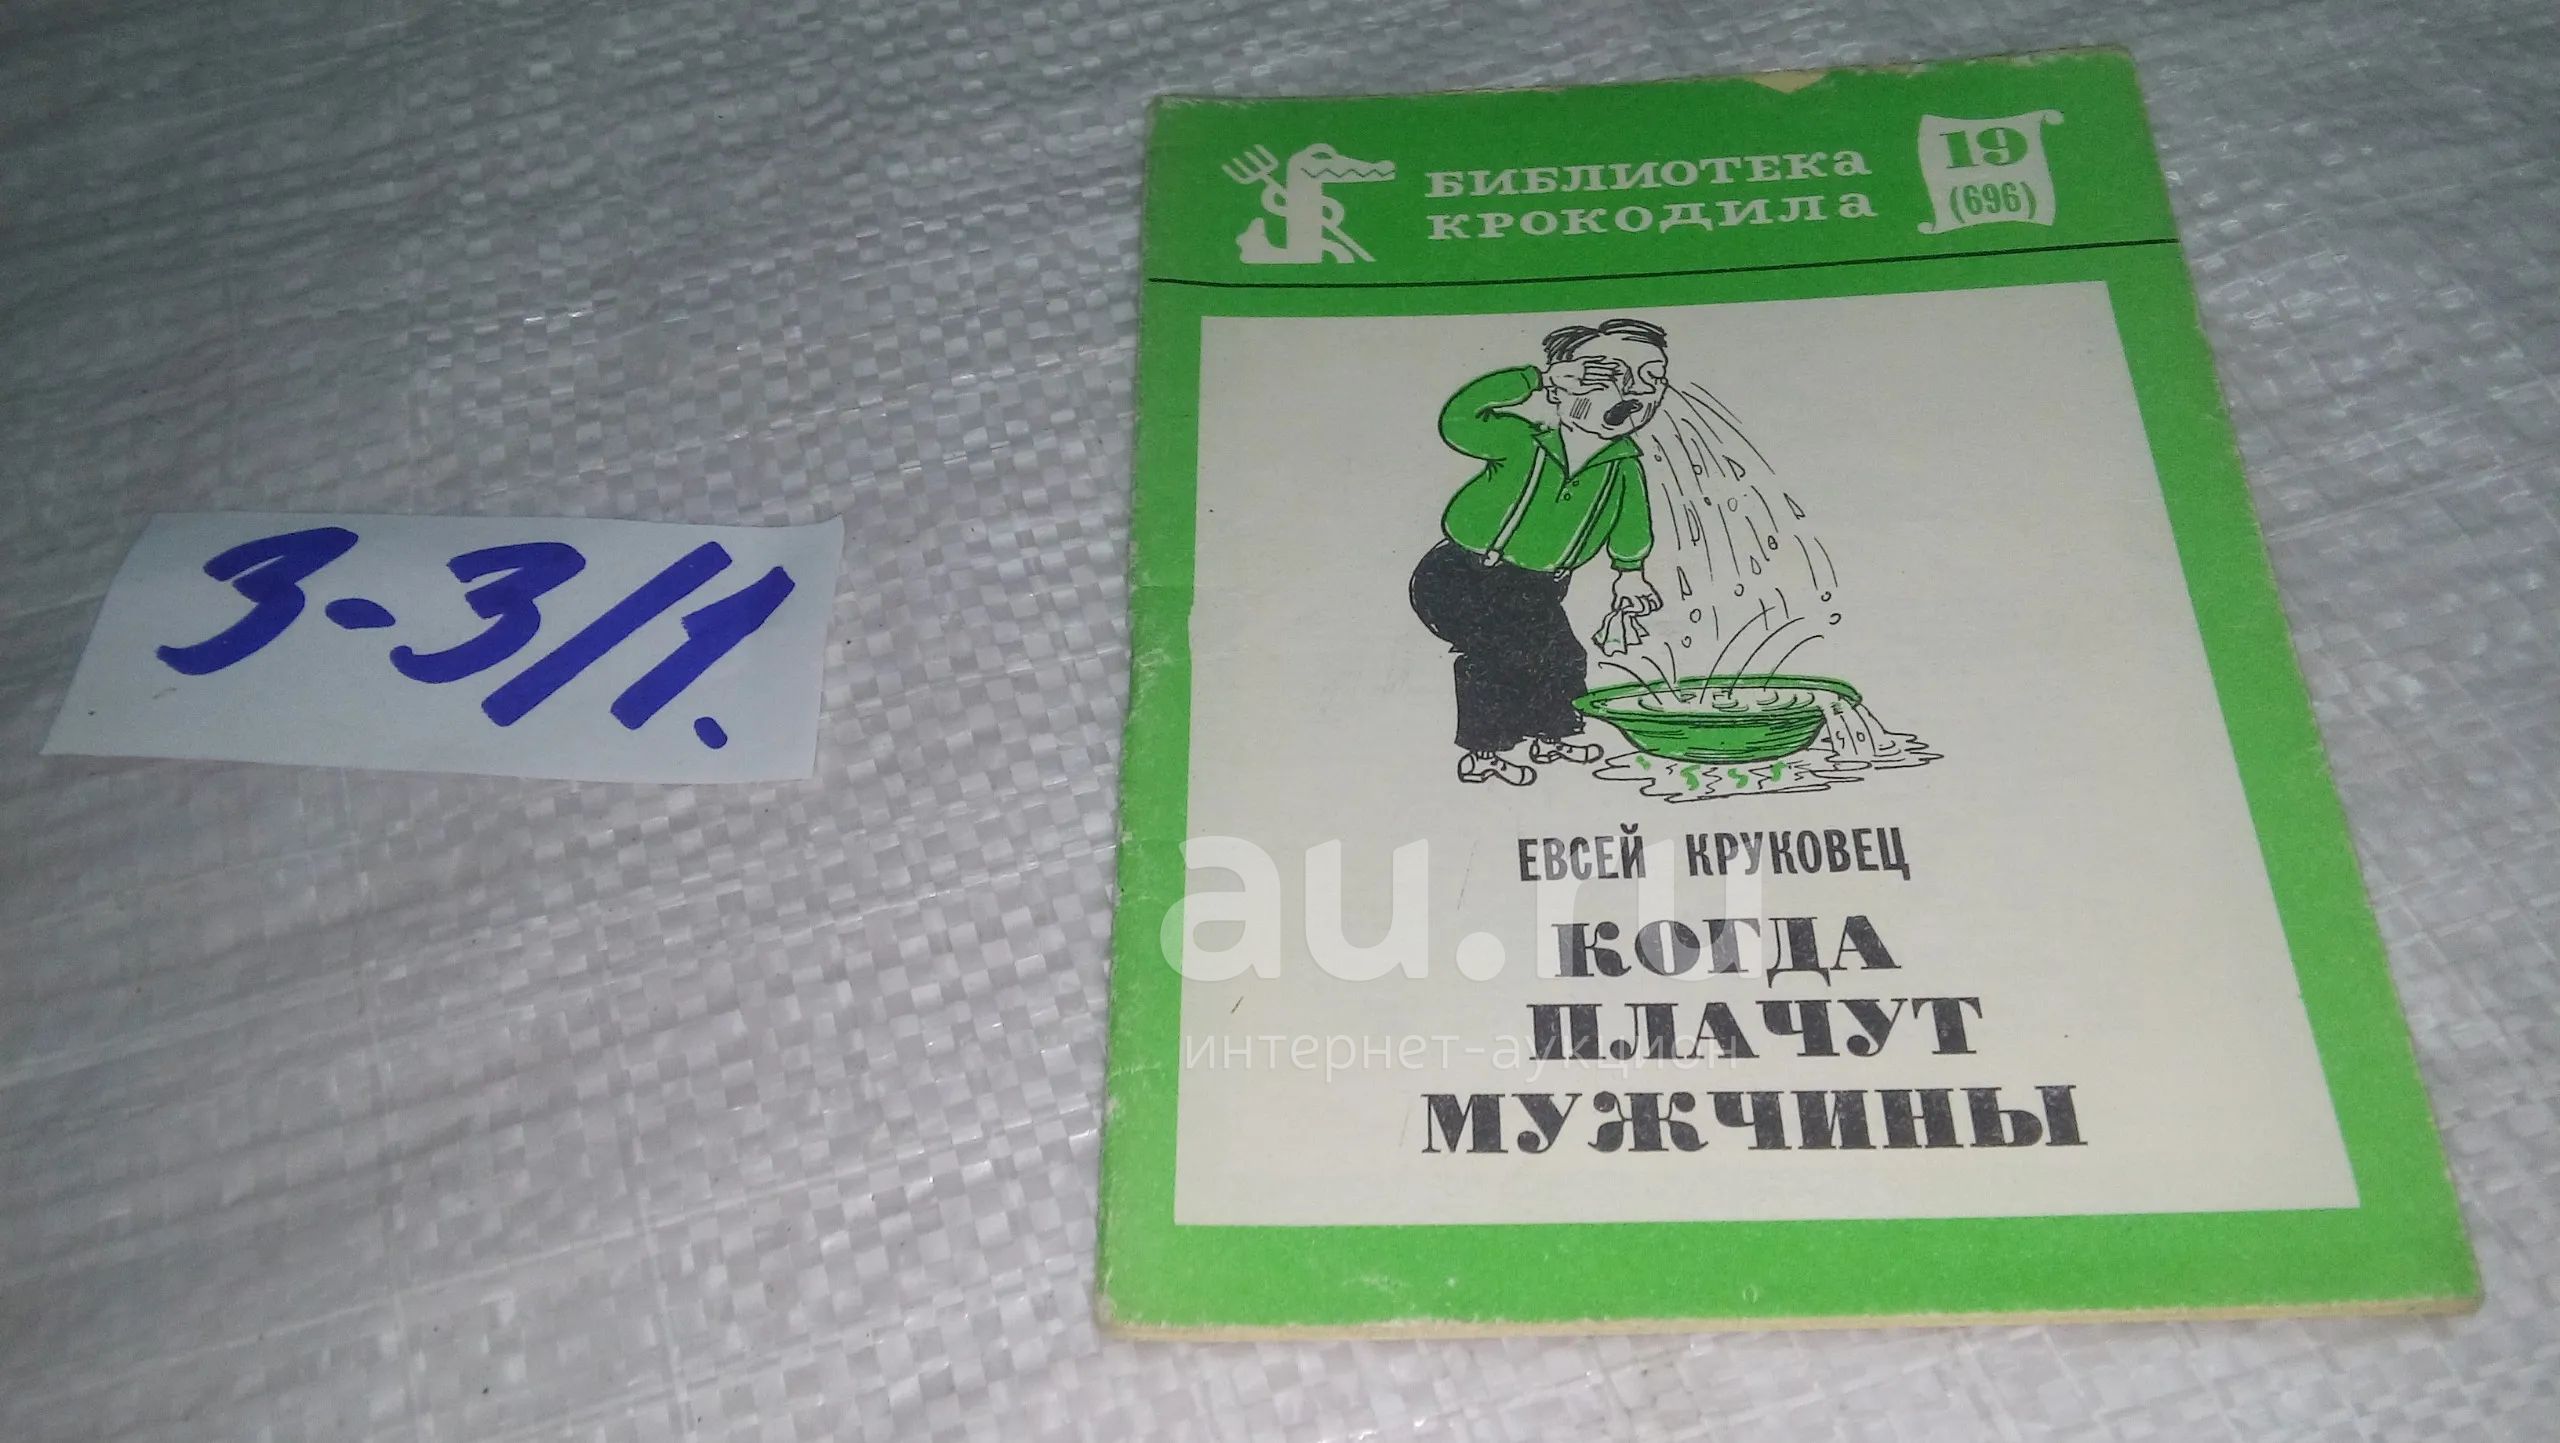 3-3/1.
БИБЛИОТЕКА
КРОКОДИЛА
19
(696)
ЕВСЕЙ КРУКОВЕЦ
КОГДА
ПЛАЧУТ
МУЖЧИНЫ
au.ru
интернет-аукцион